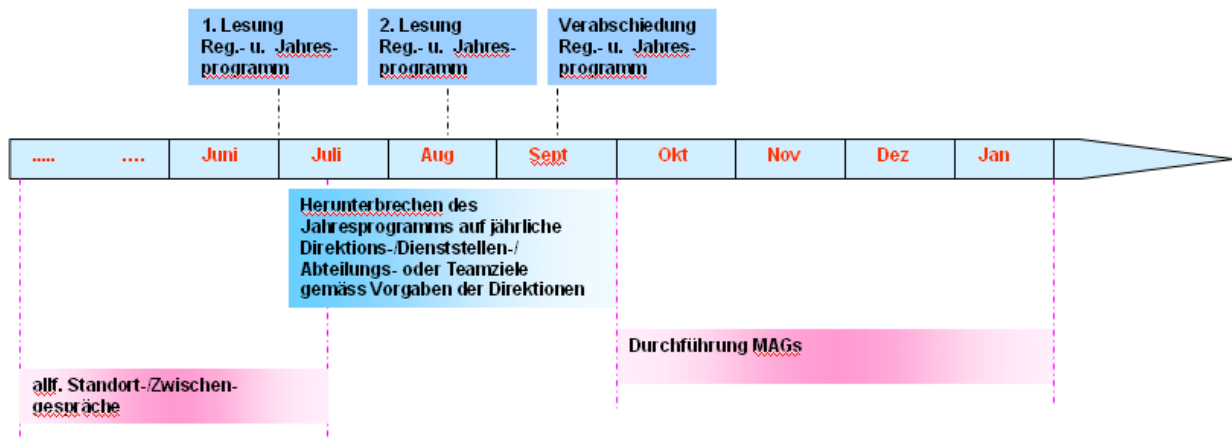 1. Lesung
Reg.- u. Jahres-
programm
2. Lesung
Reg.- u. Jahres-
programm
Verabschiedung
Reg.- u. Jahres-
programm
..... .... Juni Juli Aug Sept Okt Nov Dez Jan
Herunterbrechen des
Jahresprogramms auf jährliche
Direktions-/Dienststellen-/
Abteilungs- oder Teamziele
gemäss Vorgaben der Direktionen
Durchführung MAGs
allf. Standort-/Zwischen-
gespräche